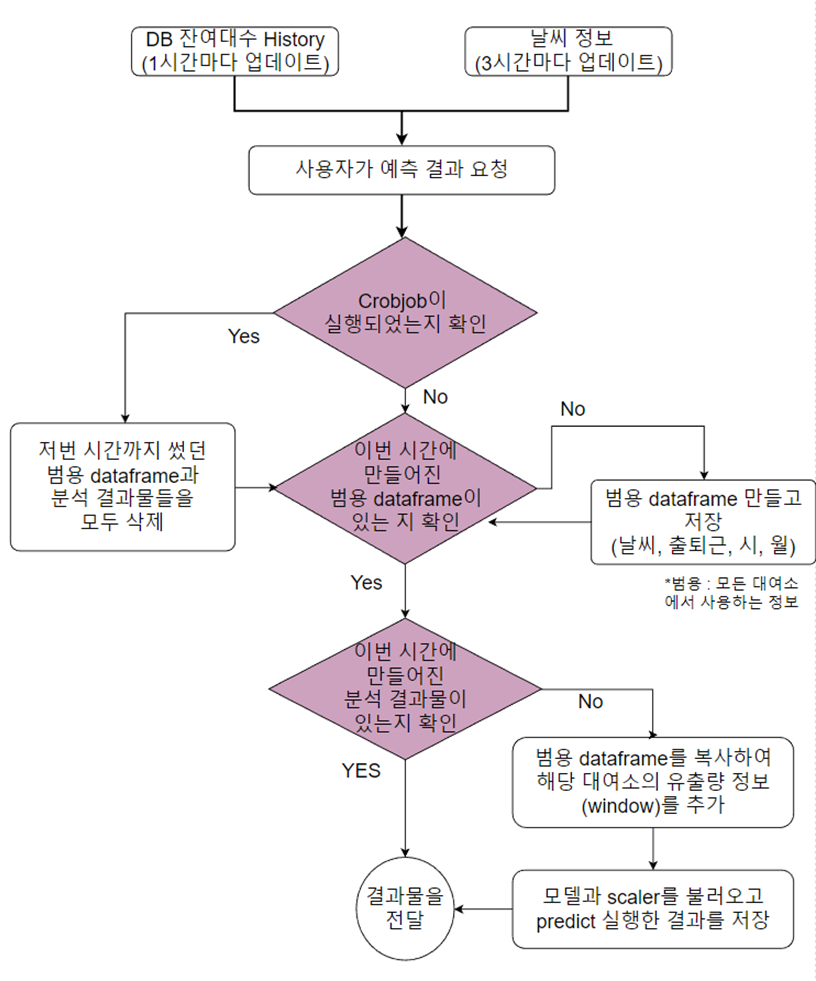 DB 잔여대수 History
(1시간마다 업데이트)
날씨 정보
(3시간마다 업데이트)
사용자가 예측 결과 요청
Crobjob이
실행되었는지 확인
Yes
No
저번 시간까지 썼던
범용 dataframe과
분석 결과물들을
모두 삭제
이번 시간에
만들어진
범용 dataframe이
있는 지 확인
No
범용 dataframe 만들고
저장
(날씨, 출퇴근, 시, 월)
*범용 : 모든 대여소
에서 사용하는 정보
Yes
이번 시간에
만들어진
분석 결과물이
있는지 확인
No
YES
범용 dataframe를 복사하여
해당 대여소의 유출량 정보
(window)를 추가
모델과 scaler를 불러오고
predict 실행한 결과를 저장
결과물을
전달